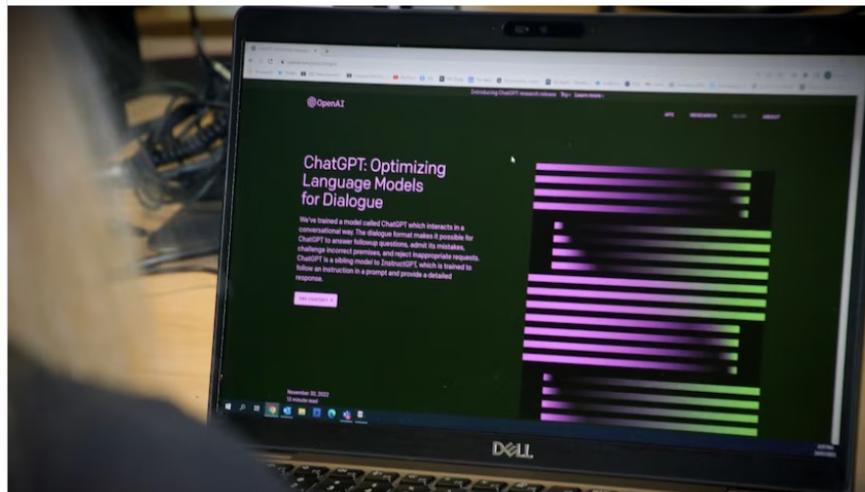 OpenAI
Introducing ChatGPT research release Try Learn more
API RESEARCH BLOG ABOUT
ChatGPT: Optimizing
Language Models
for Dialogue
We've trained a model called ChatGPT which interacts in a
conversational way. The dialogue format makes it possible for
ChatGPT to answer followup questions, admit its mistakes,
challenge incorrect premises, and reject inappropriate requests.
ChatGPT is a sibling model to InstructGPT, which is trained to
follow an instruction in a prompt and provide a detailed
response.
November 30, 2022
13 minute read
DELL